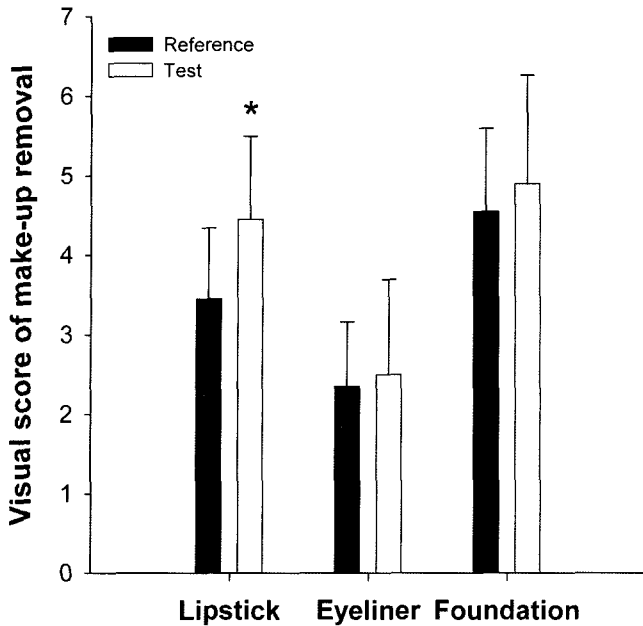 Visual score of make-up removal
7
6
5
4
3
2
1
0
Reference
Test
*
Lipstick Eyeliner Foundation